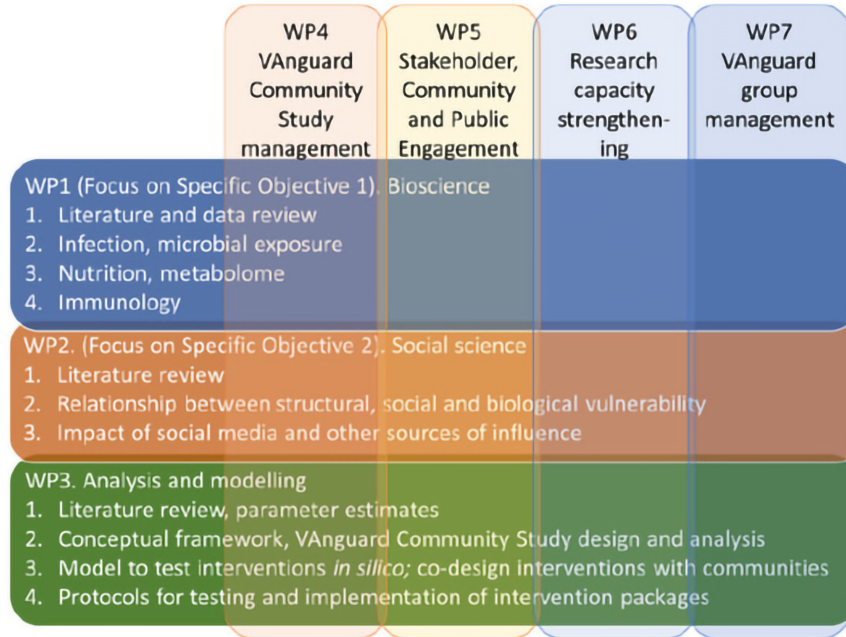 WP4
VAnguard
Community
Study
management
WP5
Stakeholder,
Community
and Public
Engagement
WP6
Research
capacity
strengthen-
ing
WP7
VAnguard
group
management
WP1 (Focus on Specific Objective 1). Bioscience
1. Literature and data review
2. Infection, microbial exposure
3. Nutrition, metabolome
4. Immunology
WP2. (Focus on Specific Objective 2). Social science
1. Literature review
2. Relationship between structural, social and biological vulnerability
3. Impact of social media and other sources of influence
WP3. Analysis and modelling
1. Literature review, parameter estimates
2. Conceptual framework, VAnguard Community Study design and analysis
3. Model to test interventions in silico; co-design interventions with communities
4. Protocols for testing and implementation of intervention packages